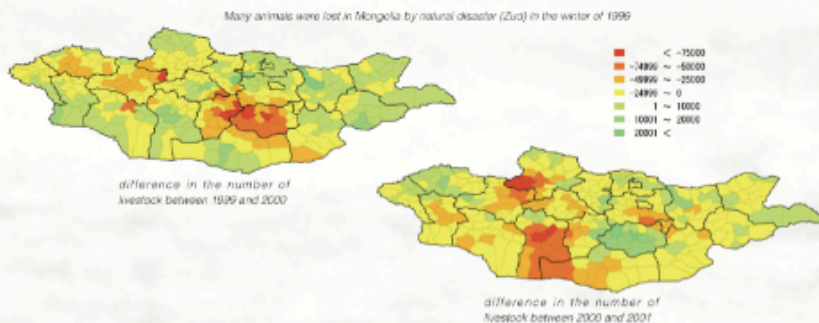 Many animals were lost in Mongolia by natural disaster (Zud) in the winter of 1999
< -75000
-74999 ~ -50000
-49999 ~ -25000
-24999 ~ 0
1 ~ 10000
10001 ~ 20000
20001 <
difference in the number of
livestock between 1999 and 2000
difference in the number of
livestock between 2000 and 2001